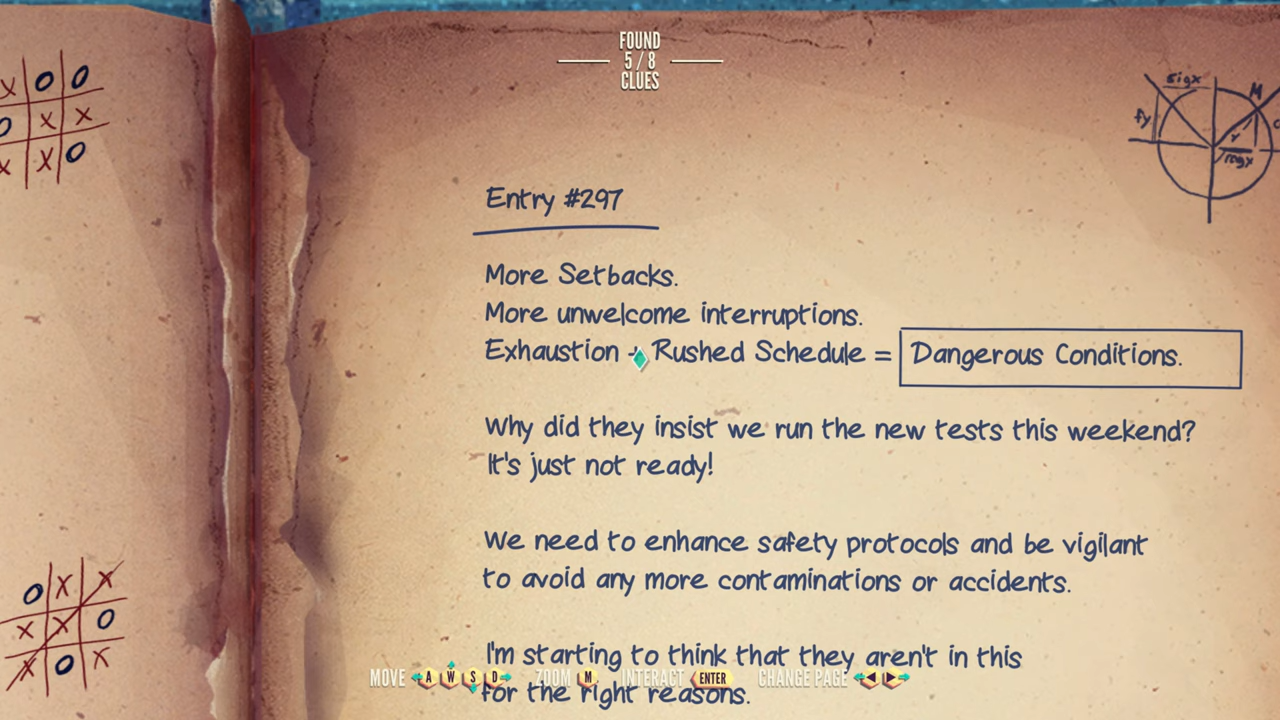 FOUND
5/8
CLUES
X O O
O X X
X X O
sigx
M
fy
r
Entry #297
More Setbacks.
More unwelcome interruptions.
Exhaustion + Rushed Schedule = Dangerous Conditions.
Why did they insist we run the new tests this weekend?
It's just not ready!
We need to enhance safety protocols and be vigilant
to avoid any more contaminations or accidents.
I'm starting to think that they aren't in this
for the right reasons.
O X X
X X O
X O X
MOVE A W S D ZOOM M INTERACT ENTER CHANGE PAGE